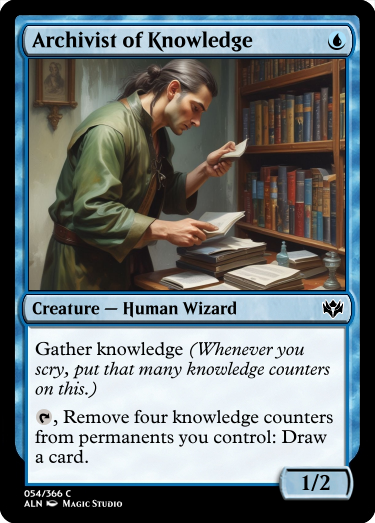 Archivist of Knowledge
Creature — Human Wizard
Gather knowledge (Whenever you
scry, put that many knowledge counters
on this.)
, Remove four knowledge counters
from permanents you control: Draw
a card.
1/2
054/366 C
ALN Magic Studio